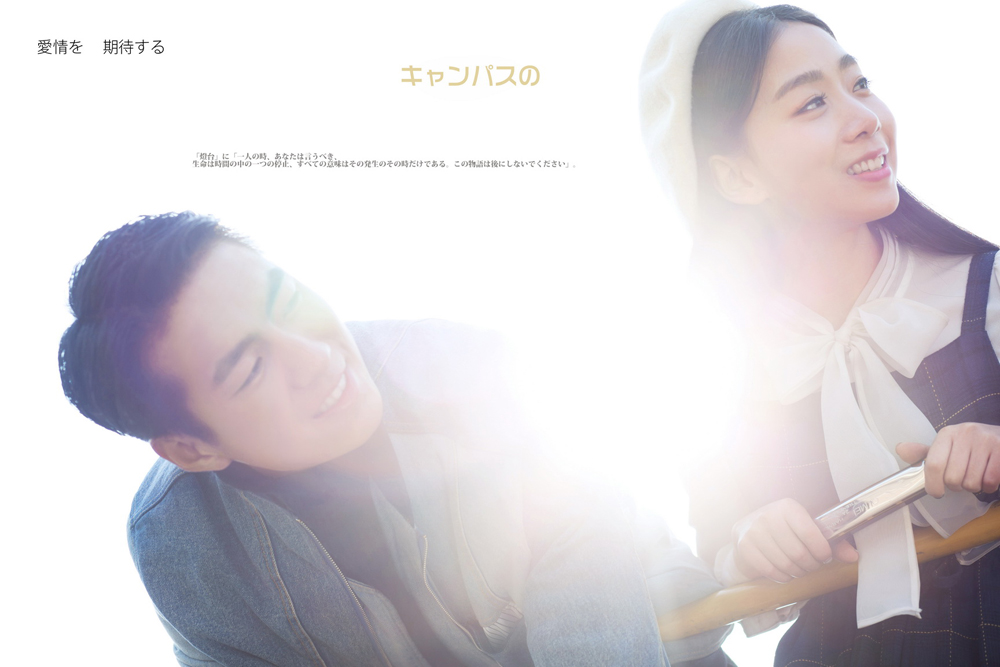 愛情を 期待する
キャンパスの
「燈台」に「一人の時、あなたは言うべき、
生命は時間の中の一つの停止、すべての意味はその発生のその時だけである。この物語は後にしないでください」。